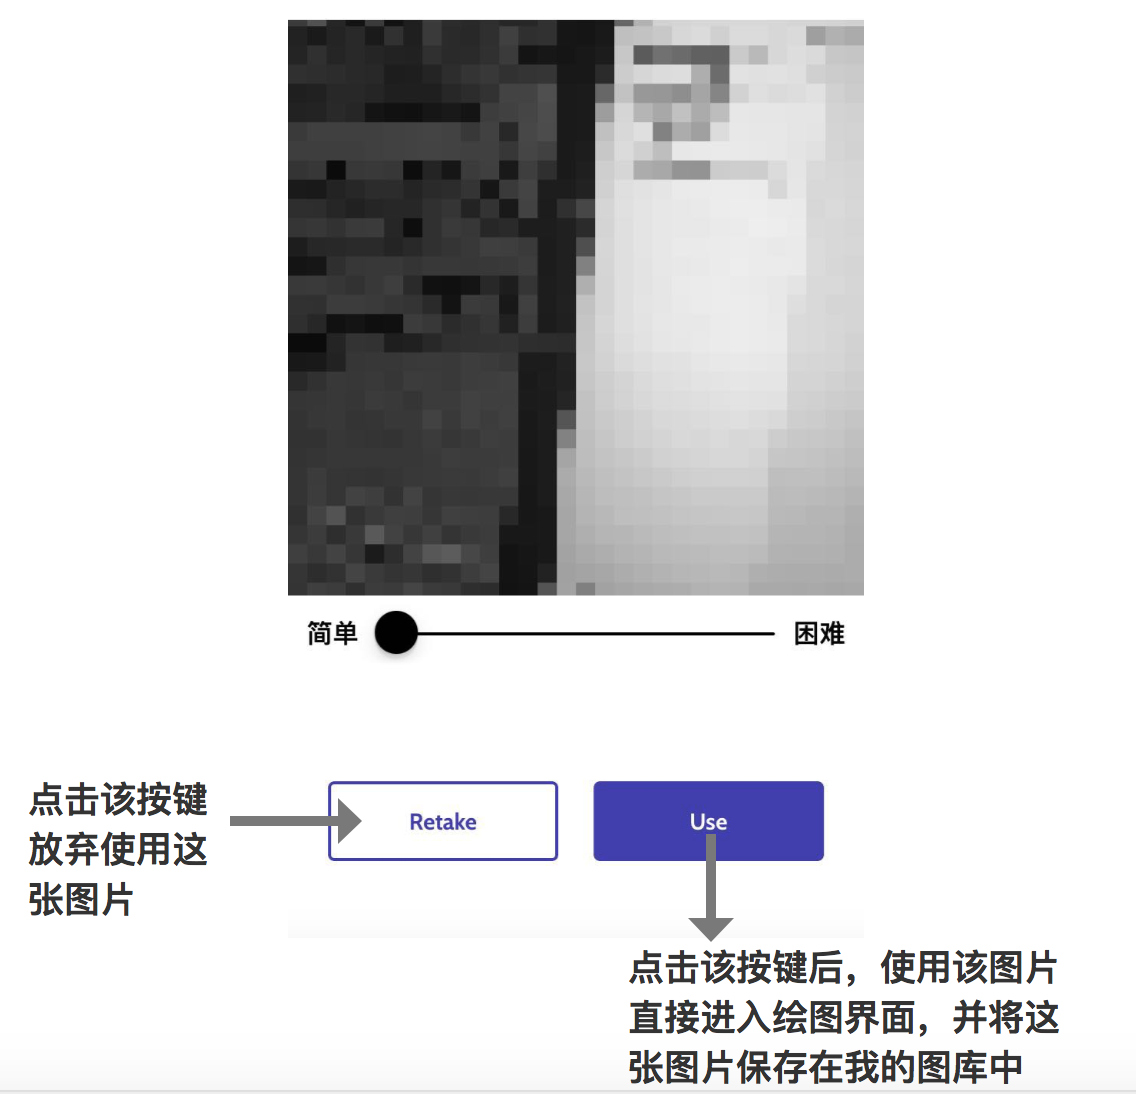 简单
困难
点击该按键
放弃使用这
张图片
Retake
Use
点击该按键后，使用该图片
直接进入绘图界面，并将这
张图片保存在我的图库中